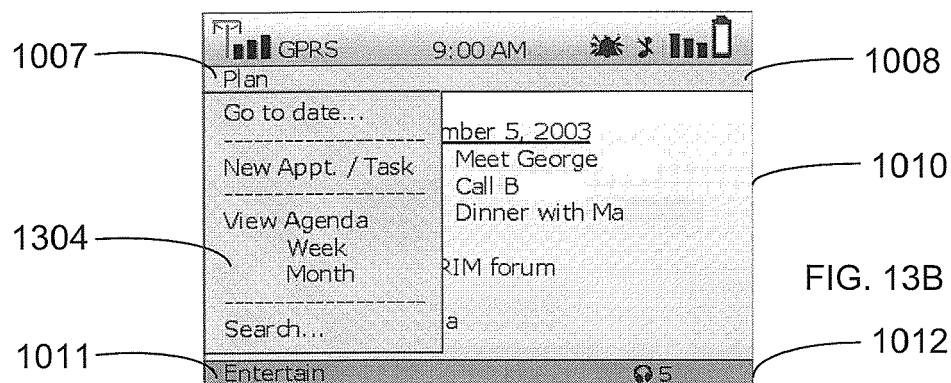 GPRS 9:00 AM
1007
Plan
1008
Go to date...
mber 5, 2003
New Appt. / Task
Meet George
Call B
1010
Dinner with Ma
View Agenda
Week
1304
Month
RIM forum
FIG. 13B
Search...
a
1011
Entertain
5
1012